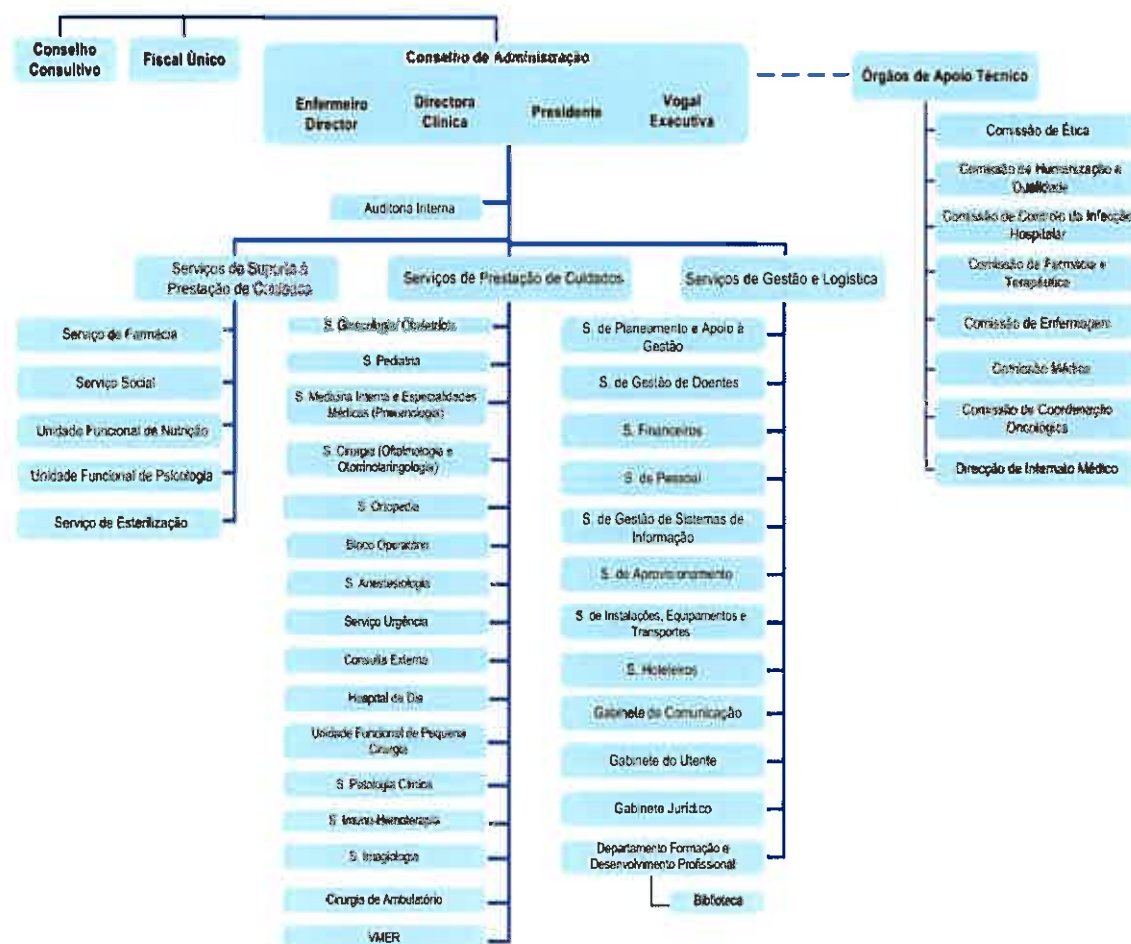 Conselho
Consultivo
Fiscal Único
Conselho de Administração
Enfermeiro
Director
Directora
Clínica
Presidente
Vogal
Executiva
Órgãos de Apoio Técnico
Comissão de Ética
Comissão de Humanização e
Qualidade
Comissão de Controlo da Infecção
Hospitalar
Comissão de Farmácia e
Terapêutica
Comissão de Enfermagem
Comissão Médica
Comissão de Coordenação
Oncológica
Direcção de Internato Médico
Auditoria Interna
Serviços de Suporte à
Prestação de Cuidados
Serviço de Farmácia
Serviço Social
Unidade Funcional de Nutrição
Unidade Funcional de Psicologia
Serviço de Esterilização
Serviços de Prestação de Cuidados
S. Ginecologia/ Obstetrícia
S. Pediatria
S. Medicina Interna e Especialidades
Médicas (Pneumologia)
S. Cirurgia (Oftalmologia e
Otorrinolaringologia)
S. Ortopedia
Bloco Operatório
S. Anestesiologia
Serviço Urgência
Consulta Externa
Hospital de Dia
Unidade Funcional de Pequena
Cirurgia
S. Patologia Clínica
S. Imuno-Hemoterapia
S. Imagiologia
Cirurgia de Ambulatório
VMER
Serviços de Gestão e Logística
S. de Planeamento e Apoio à
Gestão
S. de Gestão de Doentes
S. Financeiros
S. de Pessoal
S. de Gestão de Sistemas de
Informação
S. de Aprovisionamento
S. de Instalações, Equipamentos e
Transportes
S. Hoteleiros
Gabinete de Comunicação
Gabinete do Utente
Gabinete Jurídico
Departamento Formação e
Desenvolvimento Profissional
Biblioteca